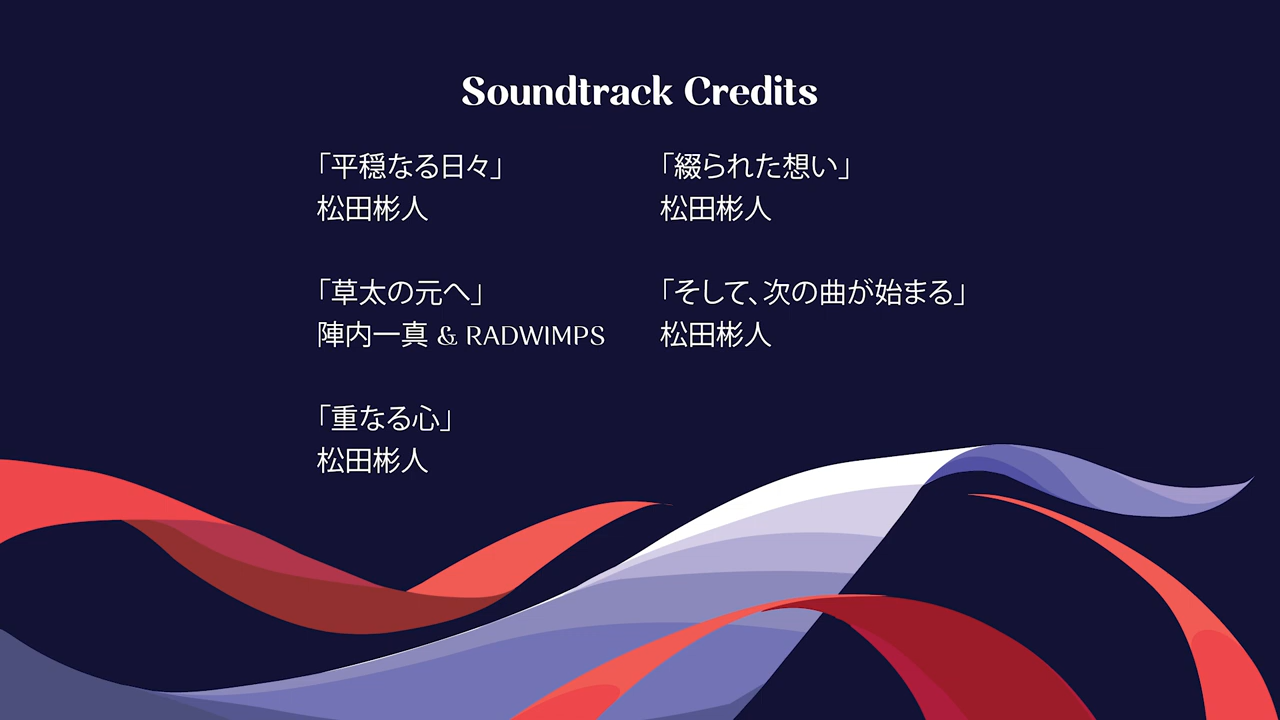 Soundtrack Credits
「平穏なる日々」
松田彬人
「草太の元へ」
陣内一真 & RADWIMPS
「重なる心」
松田彬人
「綴られた想い」
松田彬人
「そして、次の曲が始まる」
松田彬人